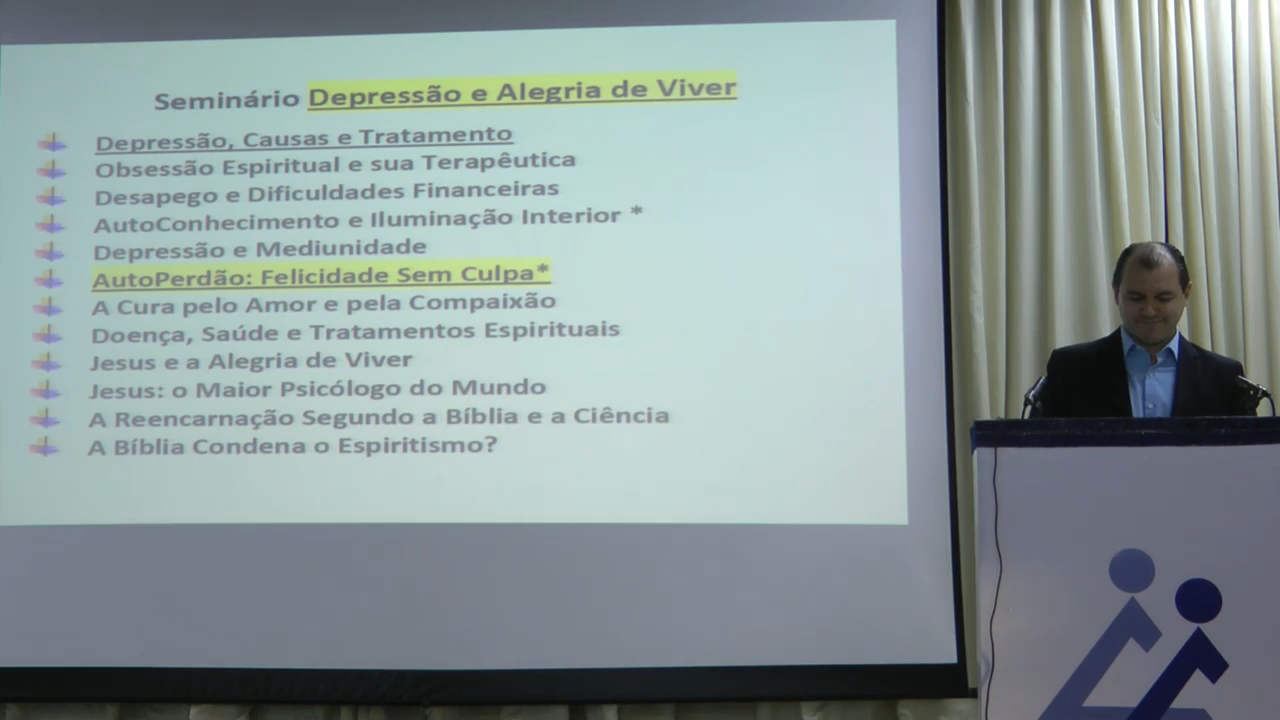 Seminário Depressão e Alegria de Viver
Depressão, Causas e Tratamento
Obsessão Espiritual e sua Terapêutica
Desapego e Dificuldades Financeiras
AutoConhecimento e Iluminação Interior *
Depressão e Mediunidade
AutoPerdão: Felicidade Sem Culpa*
A Cura pelo Amor e pela Compaixão
Doença, Saúde e Tratamentos Espirituais
Jesus e a Alegria de Viver
Jesus: o Maior Psicólogo do Mundo
A Reencarnação Segundo a Bíblia e a Ciência
A Bíblia Condena o Espiritismo?